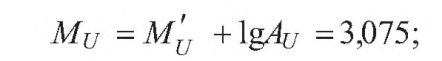 M_U = M'_U + lgA_U = 3,075;